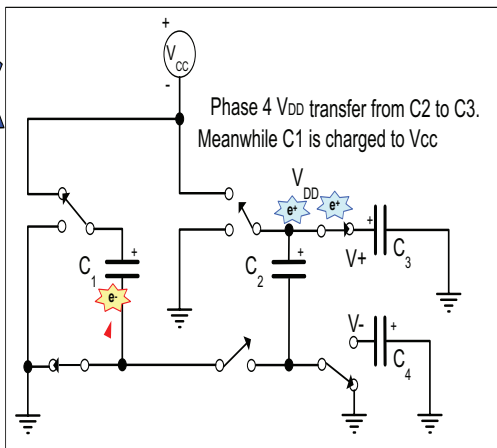 +
VCC
-
Phase 4 VDD transfer from C2 to C3.
Meanwhile C1 is charged to Vcc
VDD
e+
e+
+
V+
C3
C1
+
e-
C2
+
V-
+
C4